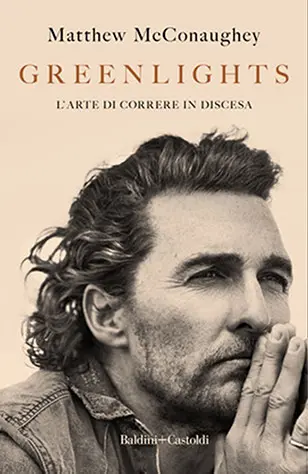 Matthew McConaughey
GREENLIGHTS
L'ARTE DI CORRERE IN DISCESA
Baldini+Castoldi